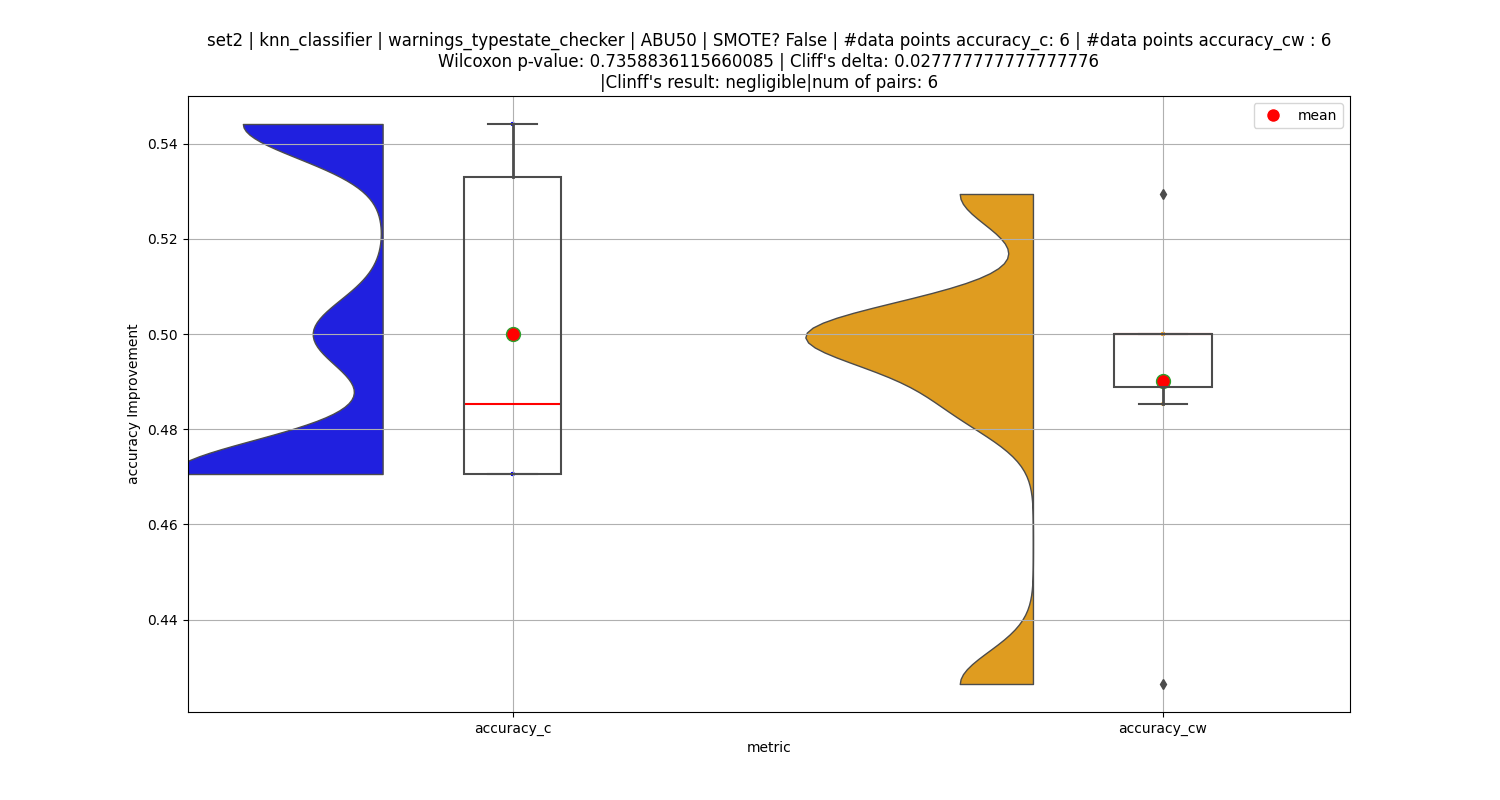 set2 | knn_classifier | warnings_typestate_checker | ABU50 | SMOTE? False | #data points accuracy_c: 6 | #data points accuracy_cw : 6
Wilcoxon p-value: 0.7358836115660085 | Cliff's delta: 0.027777777777777776
|Clinff's result: negligible|num of pairs: 6
mean
0.54
0.52
0.50
0.48
0.46
0.44
accuracy Improvement
accuracy_c
accuracy_cw
metric